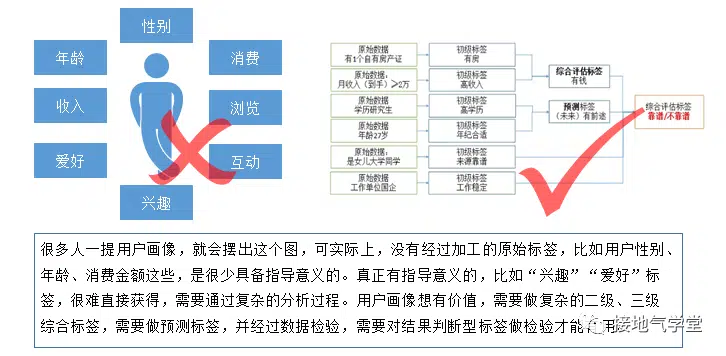 性别
年龄
消费
收入
浏览
爱好
互动
兴趣
原始数据
有1个自有房产证
初级标签
有房
原始数据:
月收入（到手）≥2万
初级标签
高收入
综合评估标签
有钱
原始数据
学历研究生
初级标签
高学历
原始数据
年龄27岁
初级标签
年纪合适
预测标签
（未来）有前途
综合评估标签
靠谱/不靠谱
原始数据:
是女儿大学同学
初级标签
来源靠谱
原始数据
工作单位国企
初级标签
工作稳定
很多人一提用户画像，就会摆出这个图，可实际上，没有经过加工的原始标签，比如用户性别、
年龄、消费金额这些，是很少具备指导意义的。真正有指导意义的，比如“兴趣”“爱好”标
签，很难直接获得，需要通过复杂的分析过程。用户画像想有价值，需要做复杂的二级、三级
综合标签，需要做预测标签，并经过数据检验，需要对结果判断型标签做检验才能
用
接地气学堂